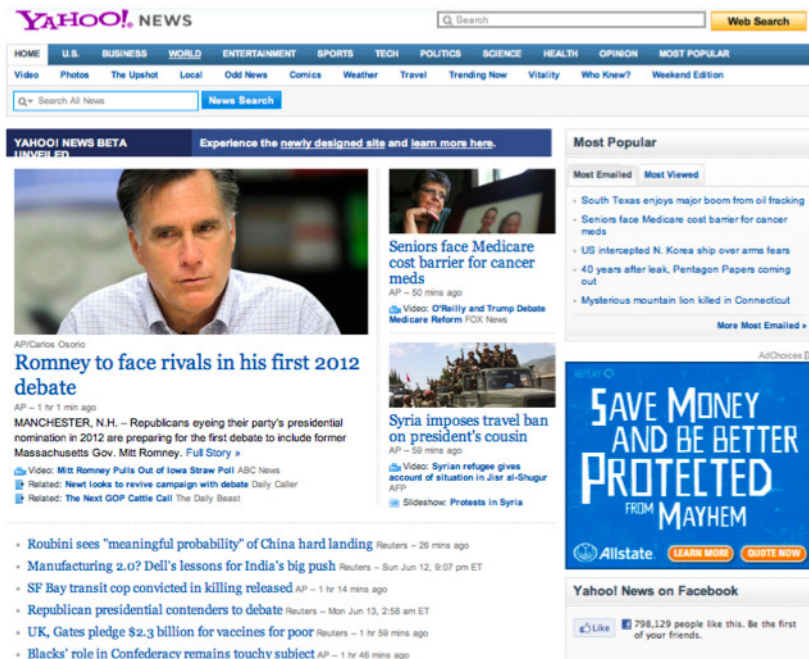 YAHOO! NEWS
Search
Web Search
HOME U.S. BUSINESS WORLD ENTERTAINMENT SPORTS TECH POLITICS SCIENCE HEALTH OPINION MOST POPULAR
Video Photos The Upshot Local Odd News Comics Weather Travel Trending Now Vitality Who Knew? Weekend Edition
Search All News
News Search
YAHOO! NEWS BETA
UNVEILED
Experience the newly designed site and learn more here.
AP/Carlos Osorio
Romney to face rivals in his first 2012
debate
AP – 1 hr 1 min ago
MANCHESTER, N.H. – Republicans eyeing their party's presidential
nomination in 2012 are preparing for the first debate to include former
Massachusetts Gov. Mitt Romney. Full Story »
Video: Mitt Romney Pulls Out of Iowa Straw Poll ABC News
Related: Newt looks to revive campaign with debate Daily Caller
Related: The Next GOP Cattle Call The Daily Beast
Seniors face Medicare
cost barrier for cancer
meds
AP – 50 mins ago
Video: O'Reilly and Trump Debate
Medicare Reform FOX News
Syria imposes travel ban
on president's cousin
AP – 59 mins ago
Video: Syrian refugee gives
account of situation in Jisr al-Shugur
AFP
Slideshow: Protests in Syria
Roubini sees "meaningful probability" of China hard landing Reuters – 26 mins ago
Manufacturing 2.0? Dell's lessons for India's big push Reuters – Sun Jun 12, 9:07 pm ET
SF Bay transit cop convicted in killing released AP – 1 hr 14 mins ago
Republican presidential contenders to debate Reuters – Mon Jun 13, 2:58 am ET
UK, Gates pledge $2.3 billion for vaccines for poor Reuters – 1 hr 59 mins ago
Blacks' role in Confederacy remains touchy subject AP – 1 hr 46 mins ago
Most Popular
Most Emailed Most Viewed
South Texas enjoys major boom from oil fracking
Seniors face Medicare cost barrier for cancer
meds
US intercepted N. Korea ship over arms fears
40 years after leak, Pentagon Papers coming
out
Mysterious mountain lion killed in Connecticut
More Most Emailed »
AdChoices
REPLAY
SAVE MONEY
AND BE BETTER
PROTECTED
FROM MAYHEM
Allstate. LEARN MORE QUOTE NOW
Yahoo! News on Facebook
Like 798,129 people like this. Be the first
of your friends.